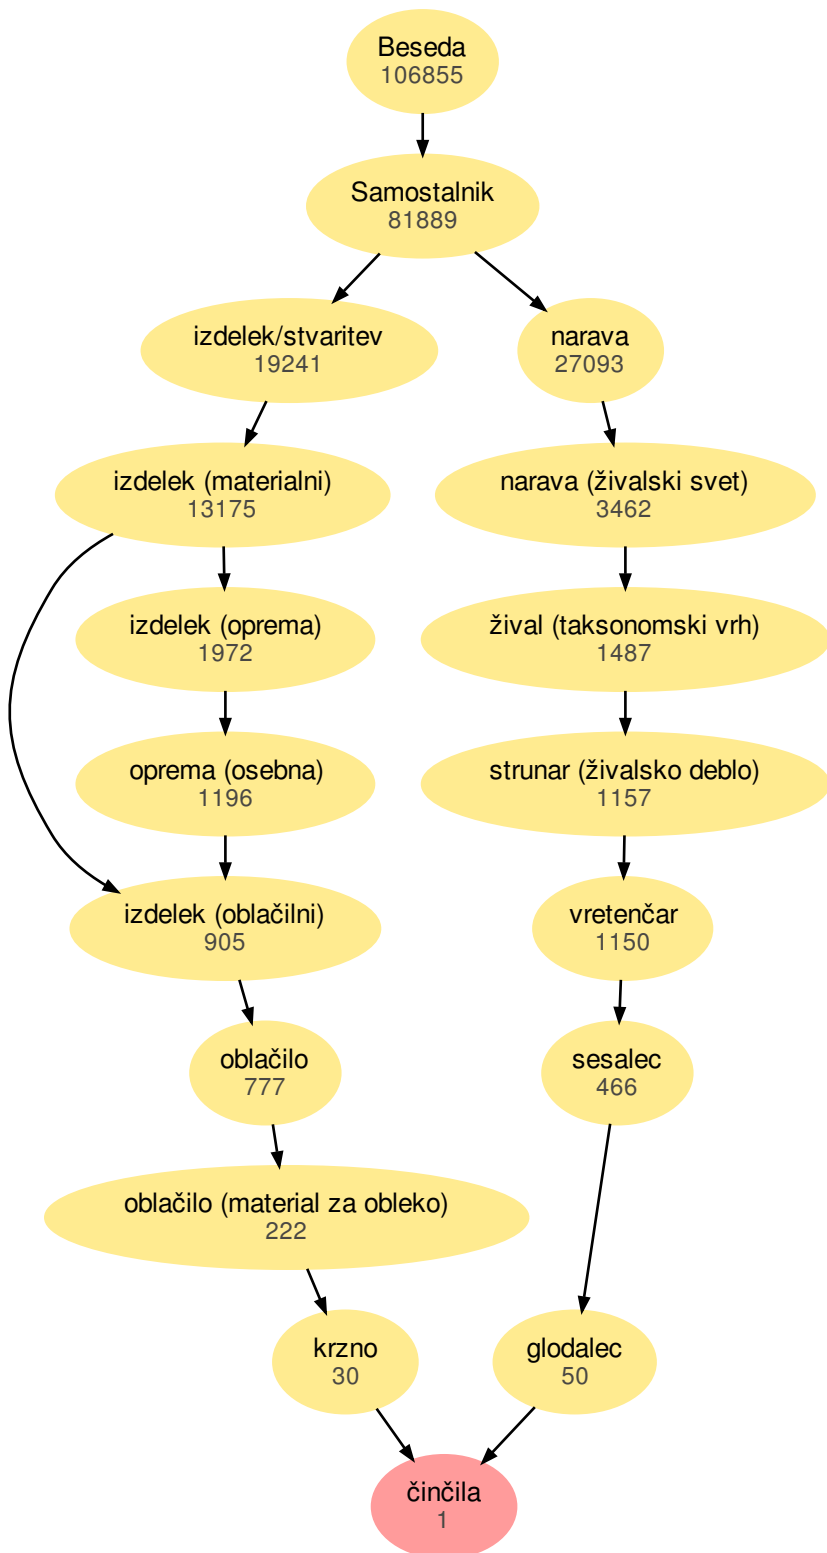 Beseda
106855
Samostalnik
81889
izdelek/stvaritev
19241
narava
27093
izdelek (materialni)
13175
narava (živalski svet)
3462
izdelek (oprema)
1972
žival (taksonomski vrh)
1487
oprema (osebna)
1196
strunar (živalsko deblo)
1157
izdelek (oblačilni)
905
vretenčar
1150
oblačilo
777
sesalec
466
oblačilo (material za obleko)
222
krzno
30
glodalec
50
činčila
1